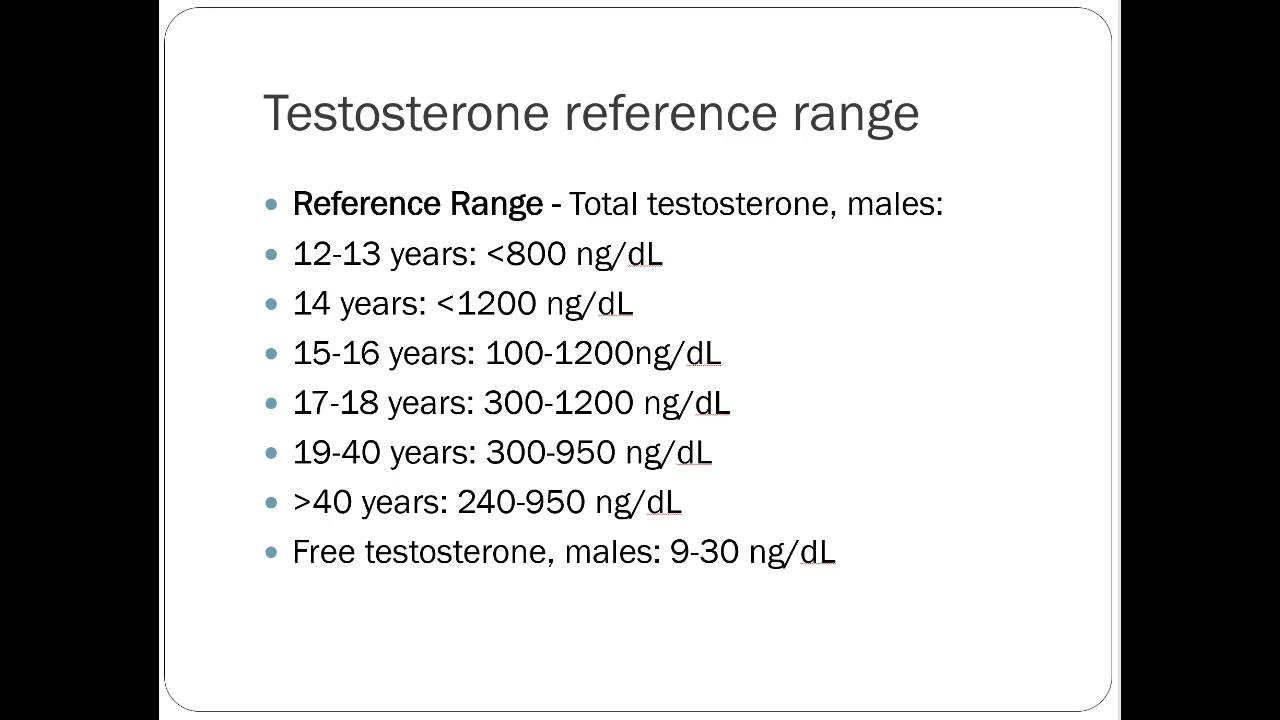 Testosterone reference range
• Reference Range - Total testosterone, males:
• 12-13 years: <800 ng/dL
• 14 years: <1200 ng/dL
• 15-16 years: 100-1200ng/dL
• 17-18 years: 300-1200 ng/dL
• 19-40 years: 300-950 ng/dL
• >40 years: 240-950 ng/dL
• Free testosterone, males: 9-30 ng/dL